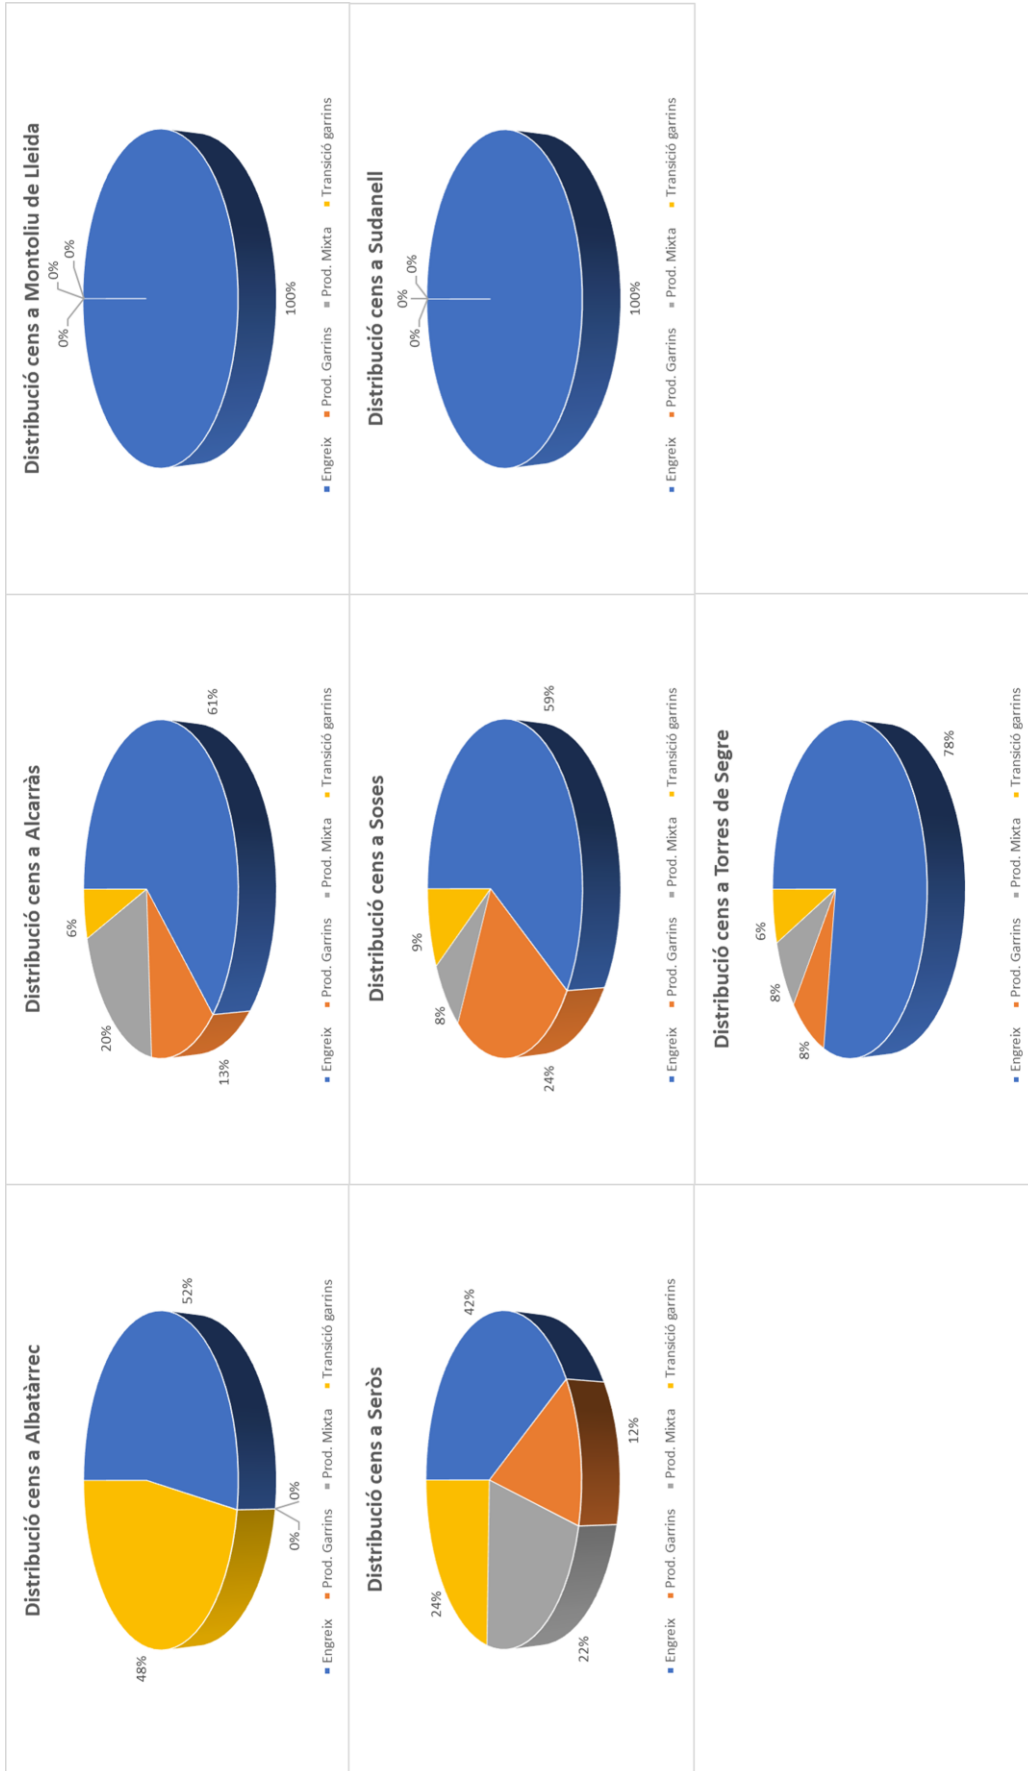 Distribució cens a Albatàrrec
48%
52%
0%
0%
Engreix Prod. Garrins Prod. Mixta Transició garrins
Distribució cens a Alcarràs
6%
20%
13%
61%
Engreix Prod. Garrins Prod. Mixta Transició garrins
Distribució cens a Montoliu de Lleida
0%
0%
0%
100%
Engreix Prod. Garrins Prod. Mixta Transició garrins
Distribució cens a Seròs
24%
42%
22%
12%
Engreix Prod. Garrins Prod. Mixta Transició garrins
Distribució cens a Soses
9%
8%
24%
59%
Engreix Prod. Garrins Prod. Mixta Transició garrins
Distribució cens a Sudanell
0%
0%
0%
100%
Engreix Prod. Garrins Prod. Mixta Transició garrins
Distribució cens a Torres de Segre
6%
8%
8%
78%
Engreix Prod. Garrins Prod. Mixta Transició garrins